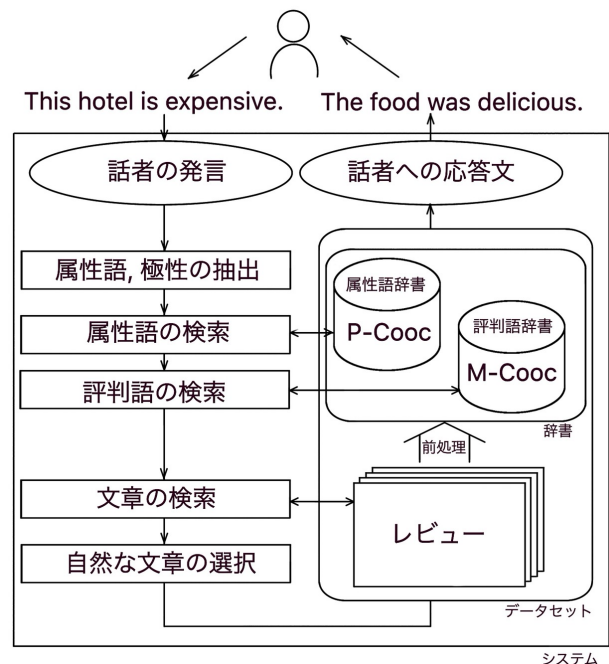 This hotel is expensive.
The food was delicious.
話者の発言
話者への応答文
属性語, 極性の抽出
属性語の検索
評判語の検索
文章の検索
自然な文章の選択
属性語辞書
P-Cooc
評判語辞書
M-Cooc
辞書
前処理
レビュー
データセット
システム